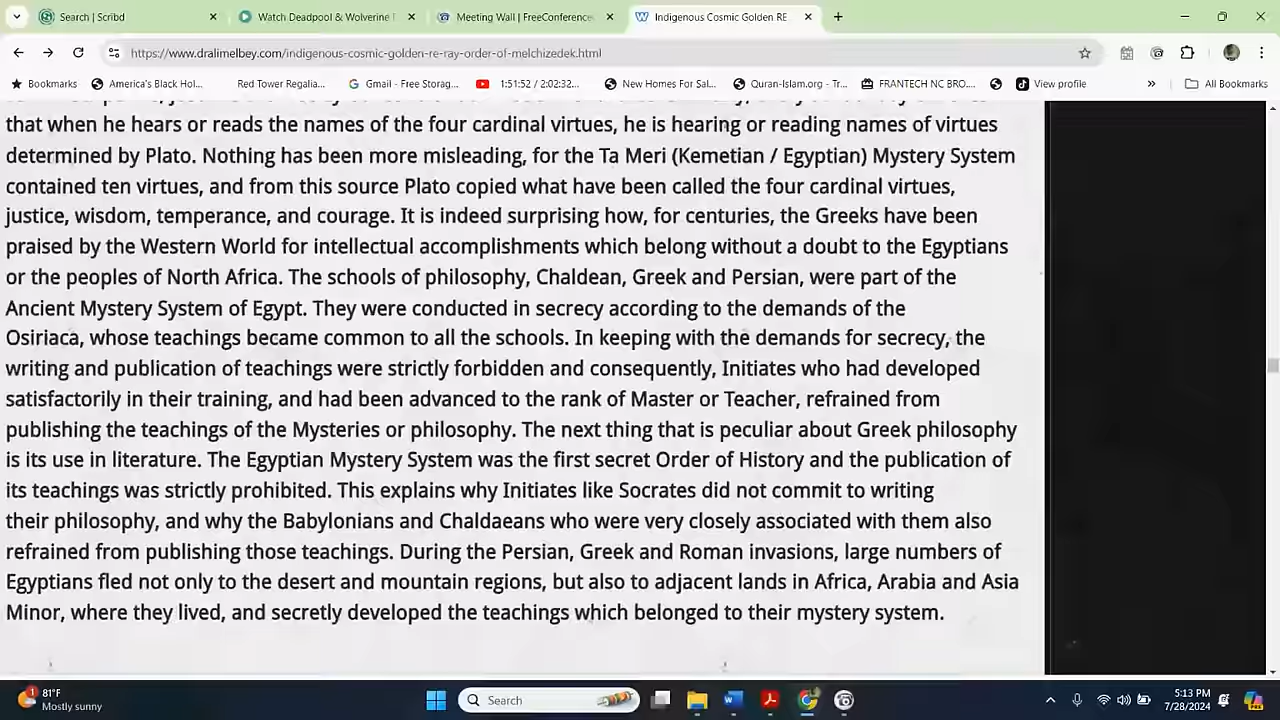 Search | Scribd
Watch Deadpool & Wolverine
Meeting Wall | FreeConference
Indigenous Cosmic Golden RE
https://www.dralimelbey.com/indigenous-cosmic-golden-re-ray-order-of-melchizedek.html
Bookmarks America's Black Hol... Red Tower Regalia... Gmail - Free Storag... 1:51:52 / 2:02:32... New Homes For Sal... Quran-Islam.org - Tr... FRANTECH NC BRO... View profile » All Bookmarks
that when he hears or reads the names of the four cardinal virtues, he is hearing or reading names of virtues
determined by Plato. Nothing has been more misleading, for the Ta Meri (Kemetian / Egyptian) Mystery System
contained ten virtues, and from this source Plato copied what have been called the four cardinal virtues,
justice, wisdom, temperance, and courage. It is indeed surprising how, for centuries, the Greeks have been
praised by the Western World for intellectual accomplishments which belong without a doubt to the Egyptians
or the peoples of North Africa. The schools of philosophy, Chaldean, Greek and Persian, were part of the
Ancient Mystery System of Egypt. They were conducted in secrecy according to the demands of the
Osiriaca, whose teachings became common to all the schools. In keeping with the demands for secrecy, the
writing and publication of teachings were strictly forbidden and consequently, Initiates who had developed
satisfactorily in their training, and had been advanced to the rank of Master or Teacher, refrained from
publishing the teachings of the Mysteries or philosophy. The next thing that is peculiar about Greek philosophy
is its use in literature. The Egyptian Mystery System was the first secret Order of History and the publication of
its teachings was strictly prohibited. This explains why Initiates like Socrates did not commit to writing
their philosophy, and why the Babylonians and Chaldaeans who were very closely associated with them also
refrained from publishing those teachings. During the Persian, Greek and Roman invasions, large numbers of
Egyptians fled not only to the desert and mountain regions, but also to adjacent lands in Africa, Arabia and Asia
Minor, where they lived, and secretly developed the teachings which belonged to their mystery system.
1
81°F
Mostly sunny
Search
5:13 PM
7/28/2024